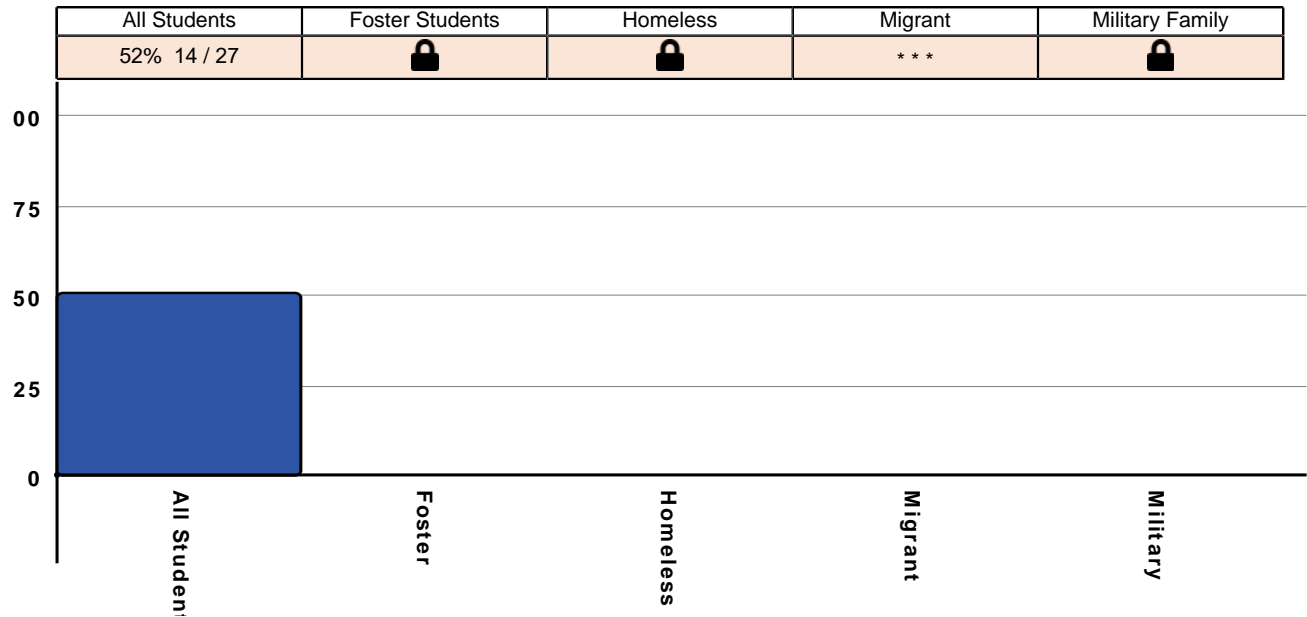 All Students Foster Students Homeless Migrant Military Family
52% 14 / 27 * * *
00
75
50
25
0
All Student
Foster
Homeless
Migrant
Military